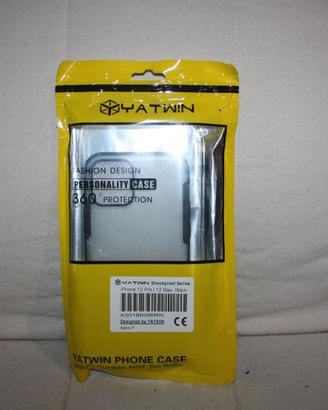 YATWIN
FASHION DESIGN
PERSONALITY CASE
360° PROTECTION
YATWIN Shockproof Series
iPhone 12 Pro / 12 Max- Black
Designed by YATWIN
CE
YATWIN PHONE CASE